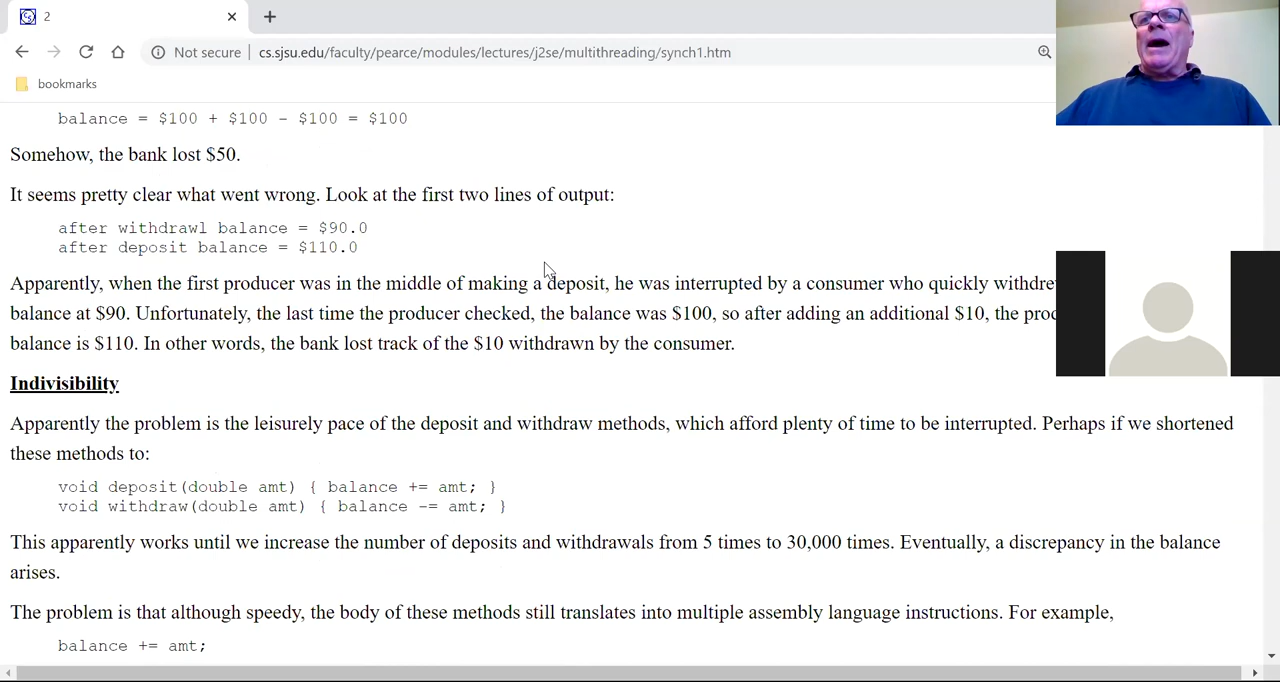 2
Not secure | cs.sjsu.edu/faculty/pearce/modules/lectures/j2se/multithreading/synch1.htm
bookmarks
balance = $100 + $100 - $100 = $100
Somehow, the bank lost $50.
It seems pretty clear what went wrong. Look at the first two lines of output:
after withdrawl balance = $90.0
after deposit balance = $110.0
Apparently, when the first producer was in the middle of making a deposit, he was interrupted by a consumer who quickly withdre
balance at $90. Unfortunately, the last time the producer checked, the balance was $100, so after adding an additional $10, the proc
balance is $110. In other words, the bank lost track of the $10 withdrawn by the consumer.
Indivisibility
Apparently the problem is the leisurely pace of the deposit and withdraw methods, which afford plenty of time to be interrupted. Perhaps if we shortened
these methods to:
void deposit(double amt) { balance += amt; }
void withdraw(double amt) { balance -= amt; }
This apparently works until we increase the number of deposits and withdrawals from 5 times to 30,000 times. Eventually, a discrepancy in the balance
arises.
The problem is that although speedy, the body of these methods still translates into multiple assembly language instructions. For example,
balance += amt;